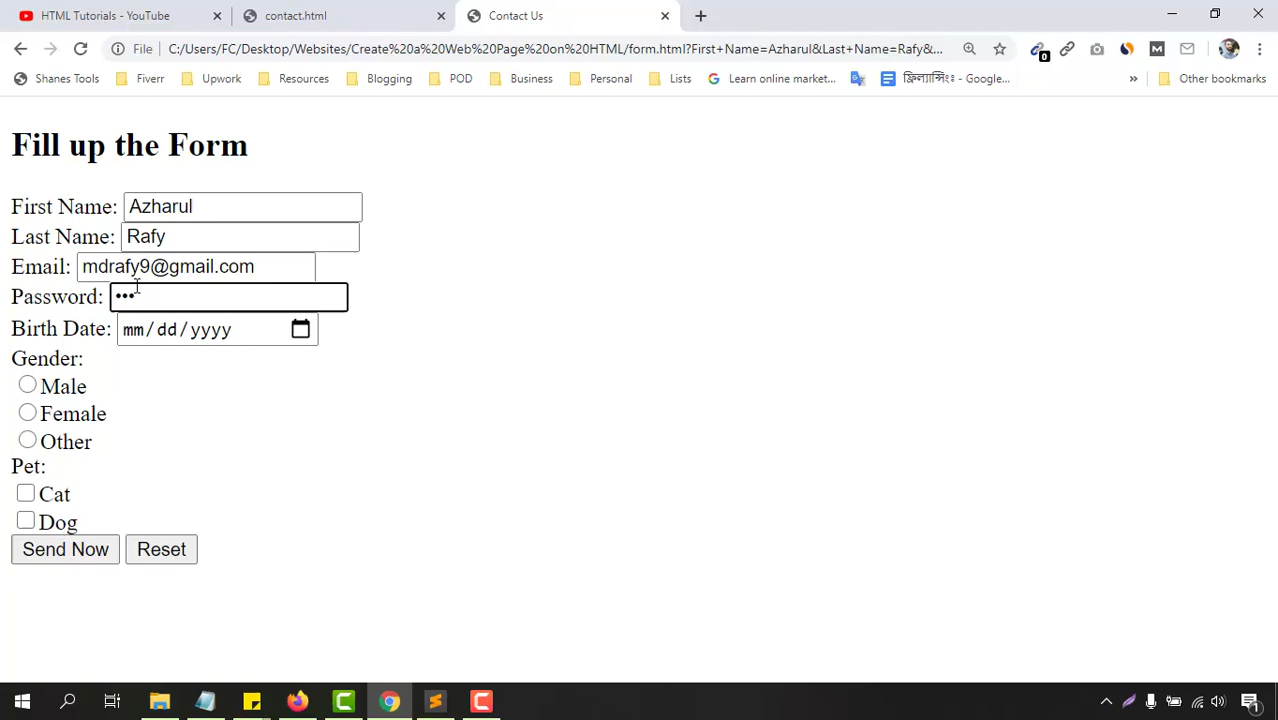 HTML Tutorials - YouTube
contact.html
Contact Us
File
C:/Users/FC/Desktop/Websites/Create%20a%20Web%20Page%20on%20HTML/form.html?First+Name=Azharul&Last+Name=Rafy&...
0
M
Shanes Tools
Fiverr
Upwork
Resources
Blogging
POD
Business
Personal
Lists
Learn online market...
ফ্রিল্যান্সিং - Google...
»
Other bookmarks
Fill up the Form
First Name: Azharul
Last Name: Rafy
Email: mdrafy9@gmail.com
Password: •••
Birth Date: mm/dd/yyyy
Gender:
Male
Female
Other
Pet:
Cat
Dog
Send Now Reset
1